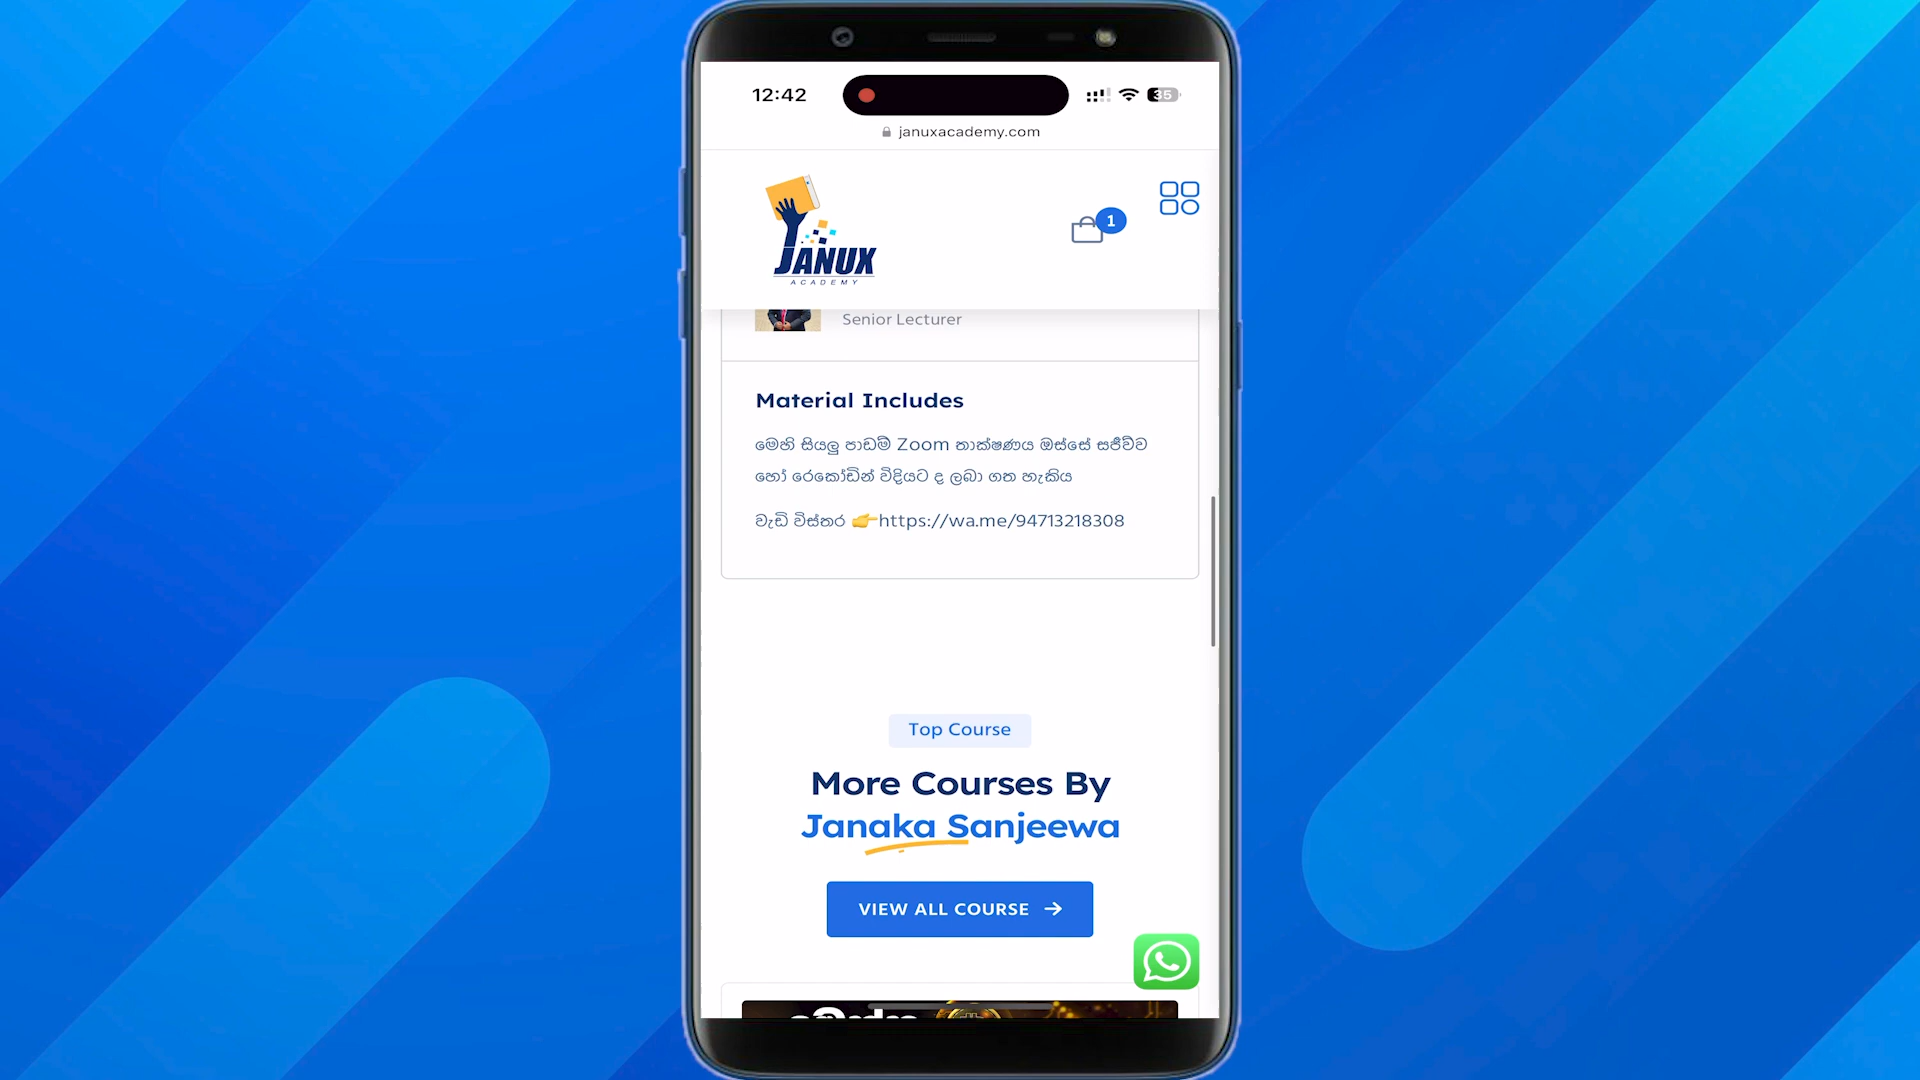 12:42
35
januxacademy.com
JANUX
ACADEMY
1
Senior Lecturer
Material Includes
මෙහි සියලු පාඩම් Zoom තාක්ෂණය ඔස්සේ සජීව්ව
හෝ රෙකෝඩින් විදියට ද ලබා ගත හැකිය
වැඩි විස්තර 👉https://wa.me/94713218308
Top Course
More Courses By
Janaka Sanjeewa
VIEW ALL COURSE →